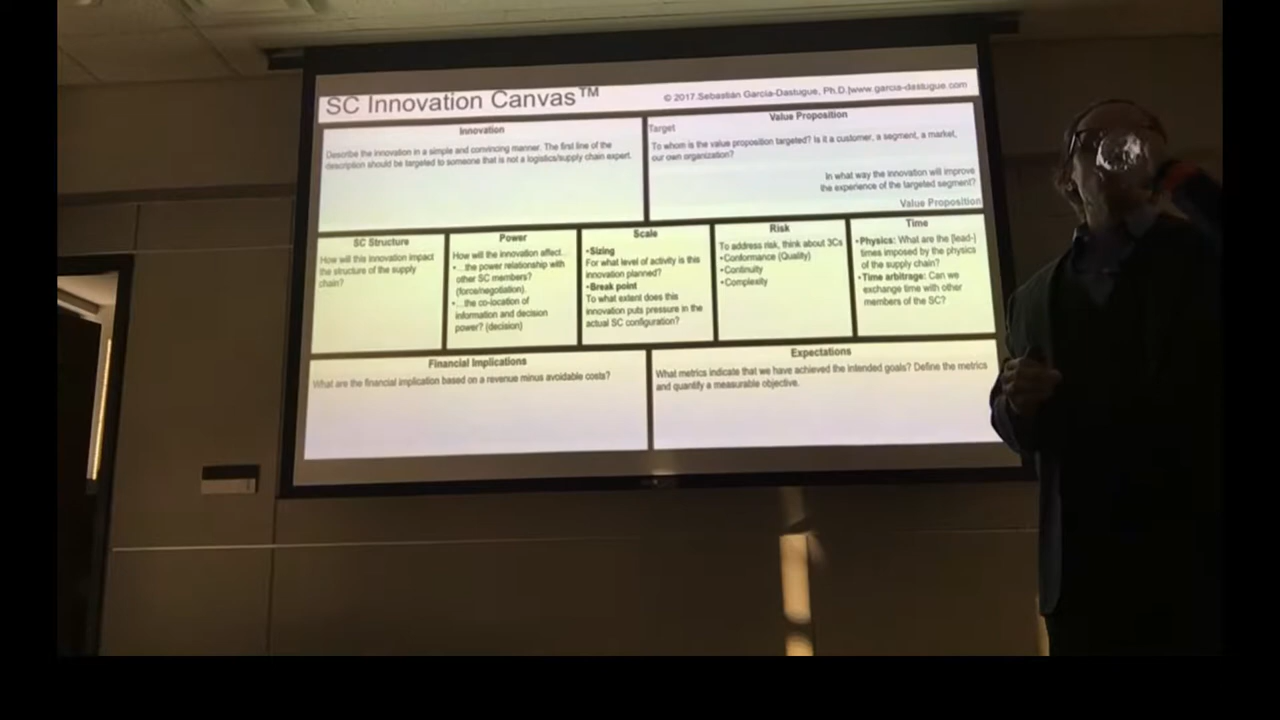 SC Innovation Canvas™
© 2017.Sebastián Garcia-Dastugue, Ph.D.|www.garcia-dastugue.com
Innovation
Describe the innovation in a simple and convincing manner. The first line of the
description should be targeted to someone that is not a logistics/supply chain expert.
Value Proposition
Target
To whom is the value proposition targeted? Is it a customer, a segment, a market,
our own organization?
In what way the innovation will improve
the experience of the targeted segment?
Value Proposition
SC Structure
How will this innovation impact
the structure of the supply
chain?
Power
How will the innovation affect...
•...the power relationship with
other SC members?
(force/negotiation).
•...the co-location of
information and decision
power? (decision)
Scale
•Sizing
For what level of activity is this
innovation planned?
•Break point
To what extent does this
innovation puts pressure in the
actual SC configuration?
Risk
To address risk, think about 3Cs
•Conformance (Quality)
•Continuity
•Complexity
Time
•Physics: What are the [lead-]
times imposed by the physics
of the supply chain?
•Time arbitrage: Can we
exchange time with other
members of the SC?
Financial Implications
What are the financial implication based on a revenue minus avoidable costs?
Expectations
What metrics indicate that we have achieved the intended goals? Define the metrics
and quantify a measurable objective.